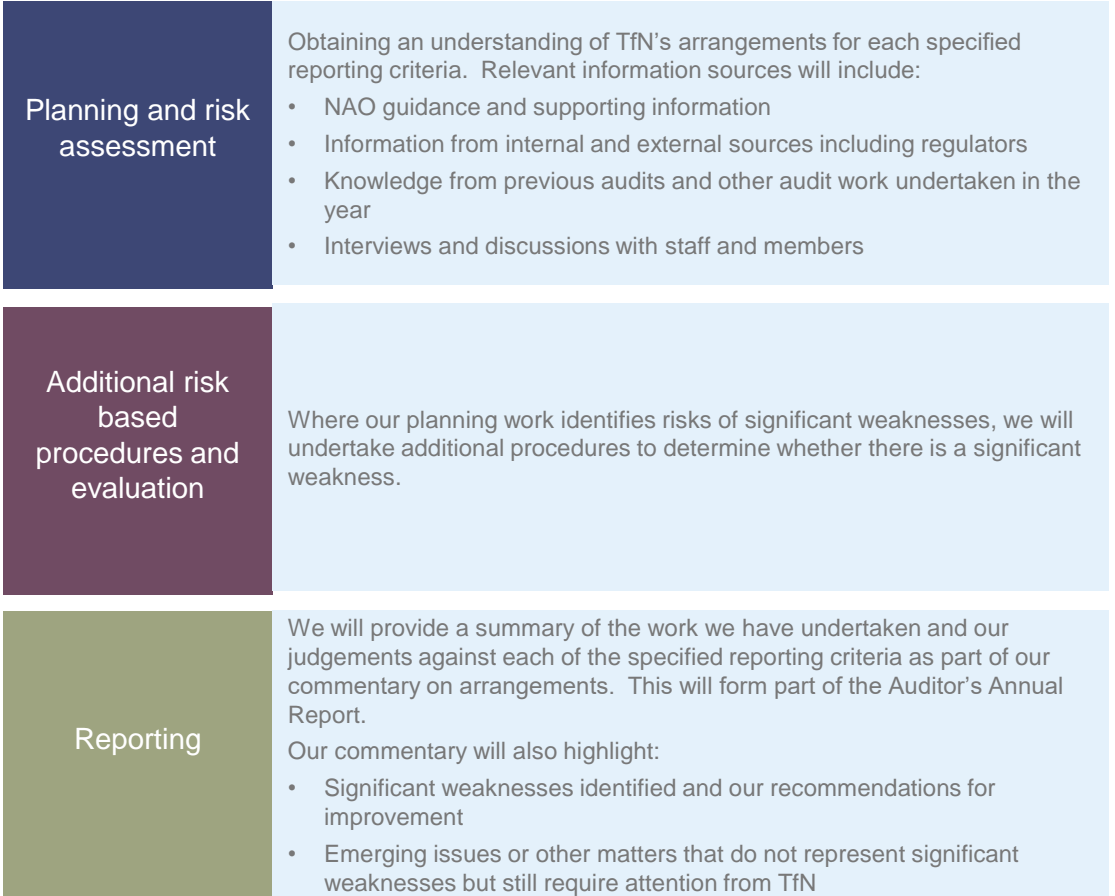 Planning and risk
assessment
Obtaining an understanding of TfN's arrangements for each specified
reporting criteria.  Relevant information sources will include:
• NAO guidance and supporting information
• Information from internal and external sources including regulators
• Knowledge from previous audits and other audit work undertaken in the
year
• Interviews and discussions with staff and members
Additional risk
based
procedures and
evaluation
Where our planning work identifies risks of significant weaknesses, we will
undertake additional procedures to determine whether there is a significant
weakness.
Reporting
We will provide a summary of the work we have undertaken and our
judgements against each of the specified reporting criteria as part of our
commentary on arrangements.  This will form part of the Auditor's Annual
Report.
Our commentary will also highlight:
• Significant weaknesses identified and our recommendations for
improvement
• Emerging issues or other matters that do not represent significant
weaknesses but still require attention from TfN